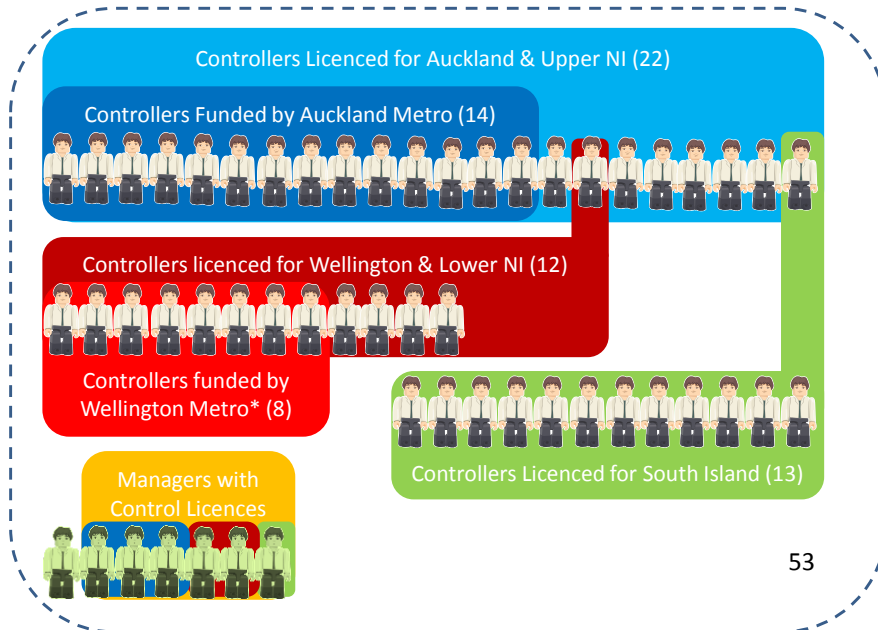 Controllers Licenced for Auckland & Upper NI (22)
Controllers Funded by Auckland Metro (14)
Controllers licenced for Wellington & Lower NI (12)
Controllers funded by
Wellington Metro* (8)
Controllers Licenced for South Island (13)
Managers with
Control Licences
53